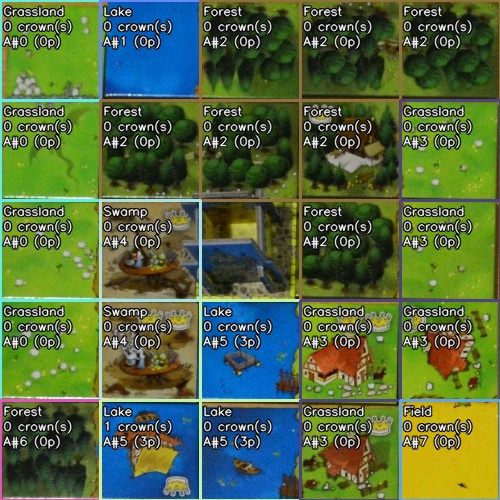 Grassland
0 crown(s)
A#0 (0p)
Lake
0 crown(s)
A#1 (0p)
Forest
0 crown(s)
A#2 (0p)
Forest
0 crown(s)
A#2 (0p)
Forest
0 crown(s)
A#2 (0p)
Grassland
0 crown(s)
A#0 (0p)
Forest
0 crown(s)
A#2 (0p)
Forest
0 crown(s)
A#2 (0p)
Forest
0 crown(s)
A#2 (0p)
Grassland
0 crown(s)
A#3 (0p)
Grassland
0 crown(s)
A#0 (0p)
Swamp
0 crown(s)
A#4 (0p)
Forest
0 crown(s)
A#2 (0p)
Grassland
0 crown(s)
A#3 (0p)
Grassland
0 crown(s)
A#0 (0p)
Swamp
0 crown(s)
A#4 (0p)
Lake
0 crown(s)
A#5 (3p)
Grassland
0 crown(s)
A#3 (0p)
Grassland
0 crown(s)
A#3 (0p)
Forest
0 crown(s)
A#6 (0p)
Lake
1 crown(s)
A#5 (3p)
Lake
0 crown(s)
A#5 (3p)
Grassland
0 crown(s)
A#3 (0p)
Field
0 crown(s)
A#7 (0p)